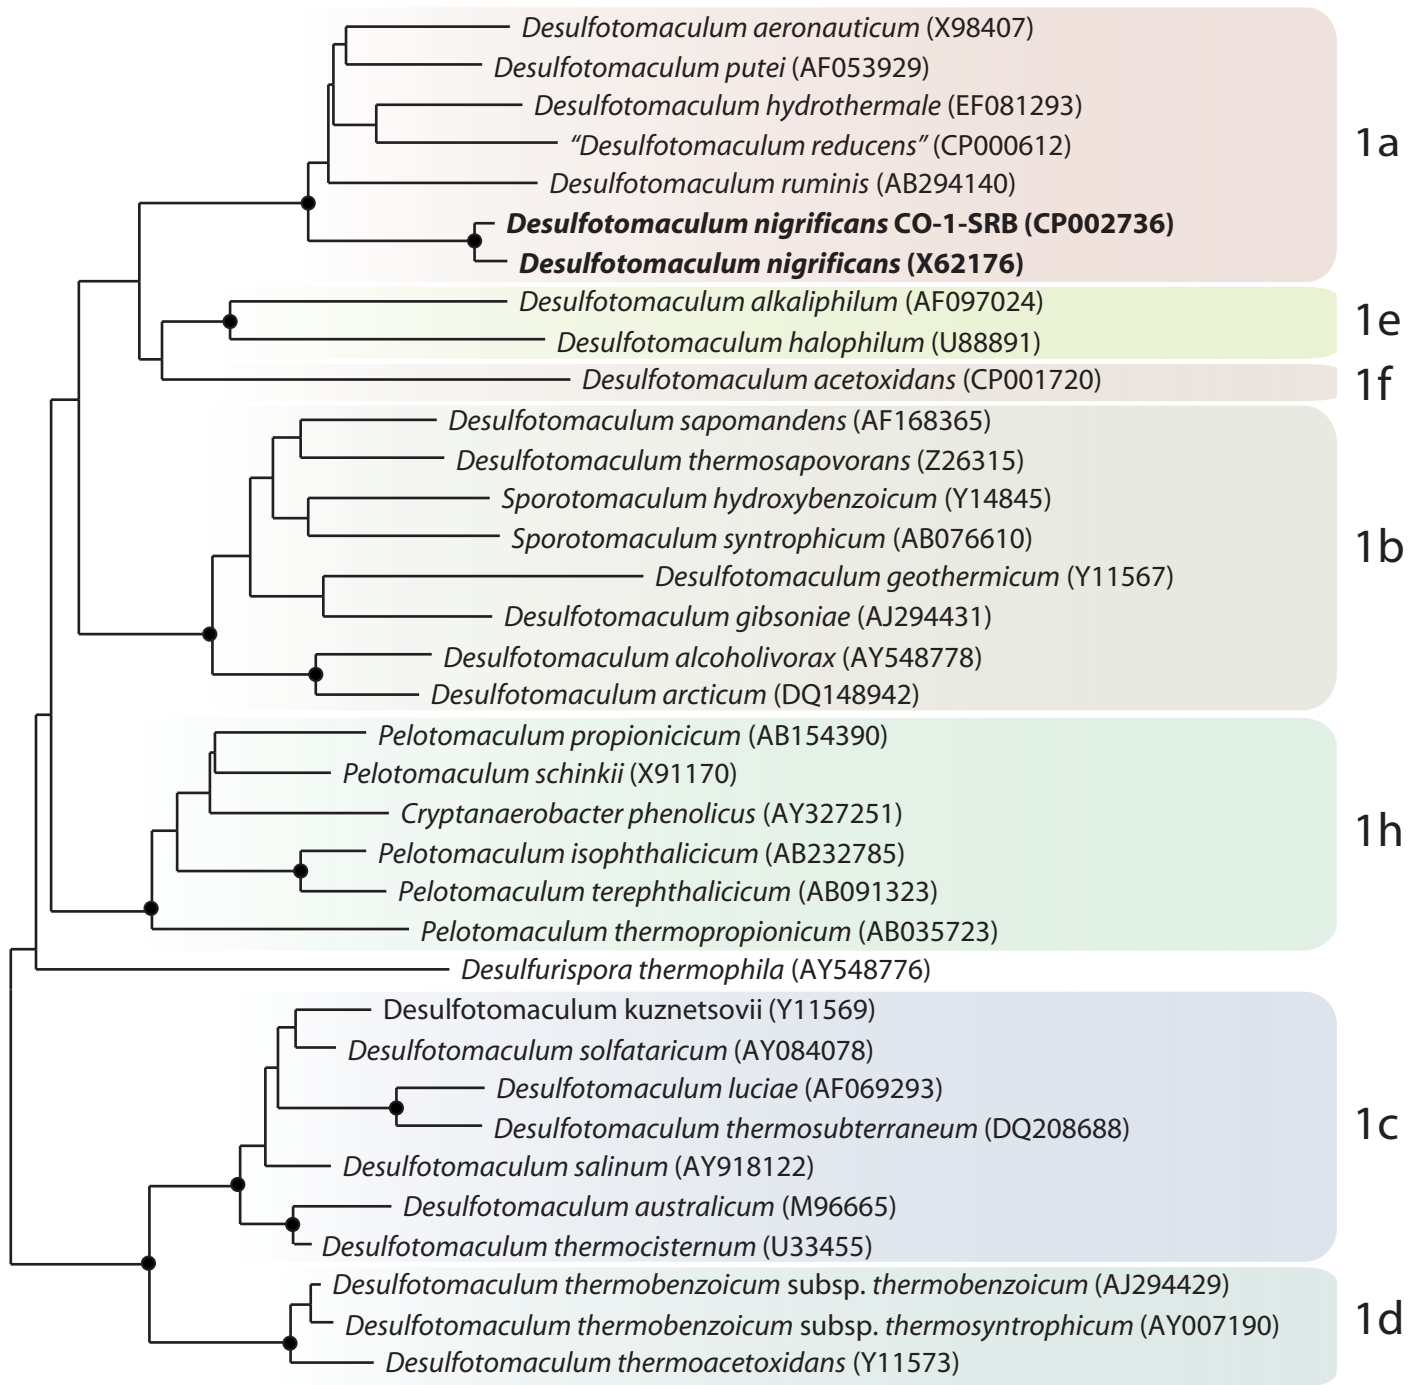 Desulfotomaculum aeronauticum (X98407)
Desulfotomaculum putei (AF053929)
Desulfotomaculum hydrothermale (EF081293)
“Desulfotomaculum reducens” (CP000612)
1a
Desulfotomaculum ruminis (AB294140)
Desulfotomaculum nigrificans CO-1-SRB (CP002736)
Desulfotomaculum nigrificans (X62176)
Desulfotomaculum alkaliphilum (AF097024)
1e
Desulfotomaculum halophilum (U88891)
Desulfotomaculum acetoxidans (CP001720)
1f
Desulfotomaculum sapomandens (AF168365)
Desulfotomaculum thermosapovorans (Z26315)
Sporotomaculum hydroxybenzoicum (Y14845)
Sporotomaculum syntrophicum (AB076610)
1b
Desulfotomaculum geothermicum (Y11567)
Desulfotomaculum gibsoniae (AJ294431)
Desulfotomaculum alcoholivorax (AY548778)
Desulfotomaculum arcticum (DQ148942)
Pelotomaculum propionicicum (AB154390)
Pelotomaculum schinkii (X91170)
Cryptanaerobacter phenolicus (AY327251)
1h
Pelotomaculum isophthalicicum (AB232785)
Pelotomaculum terephthalicicum (AB091323)
Pelotomaculum thermopropionicum (AB035723)
Desulfurispora thermophila (AY548776)
Desulfotomaculum kuznetsovii (Y11569)
Desulfotomaculum solfataricum (AY084078)
Desulfotomaculum luciae (AF069293)
1c
Desulfotomaculum thermosubterraneum (DQ208688)
Desulfotomaculum salinum (AY918122)
Desulfotomaculum australicum (M96665)
Desulfotomaculum thermocisternum (U33455)
Desulfotomaculum thermobenzoicum subsp. thermobenzoicum (AJ294429)
1d
Desulfotomaculum thermobenzoicum subsp. thermosyntrophicum (AY007190)
Desulfotomaculum thermoacetoxidans (Y11573)